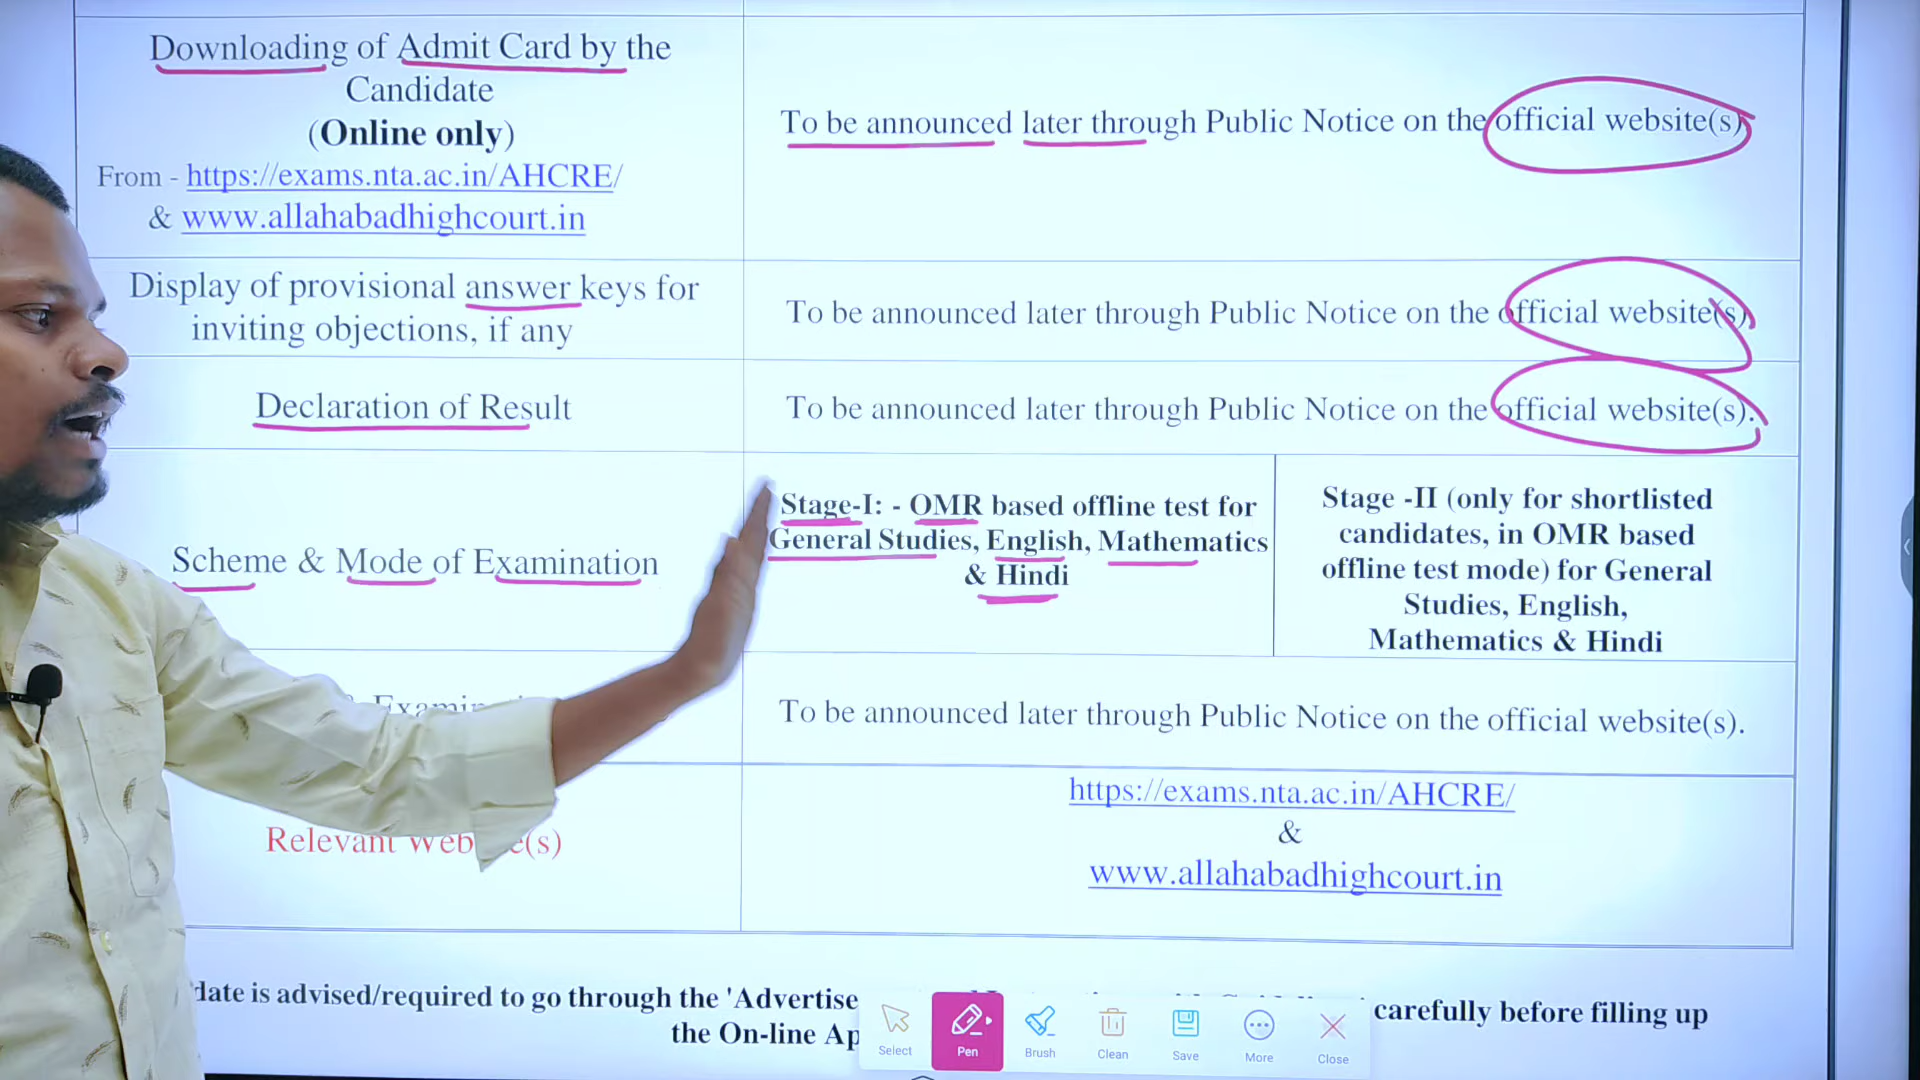 Downloading of Admit Card by the
Candidate
(Online only)
From - https://exams.nta.ac.in/AHCRE/
& www.allahabadhighcourt.in
To be announced later through Public Notice on the official website(s)
Display of provisional answer keys for
inviting objections, if any
To be announced later through Public Notice on the official website(s)
Declaration of Result
To be announced later through Public Notice on the official website(s).
Scheme & Mode of Examination
Stage-I: - OMR based offline test for
General Studies, English, Mathematics
& Hindi
Stage -II (only for shortlisted
candidates, in OMR based
offline test mode) for General
Studies, English,
Mathematics & Hindi
To be announced later through Public Notice on the official website(s).
Relevant
https://exams.nta.ac.in/AHCRE/
&
www.allahabadhighcourt.in
is advised/required to go through the 'Advertise carefully before filling up
the On-line Ap
Select
Pen
Brush
Clean
Save
More
Close